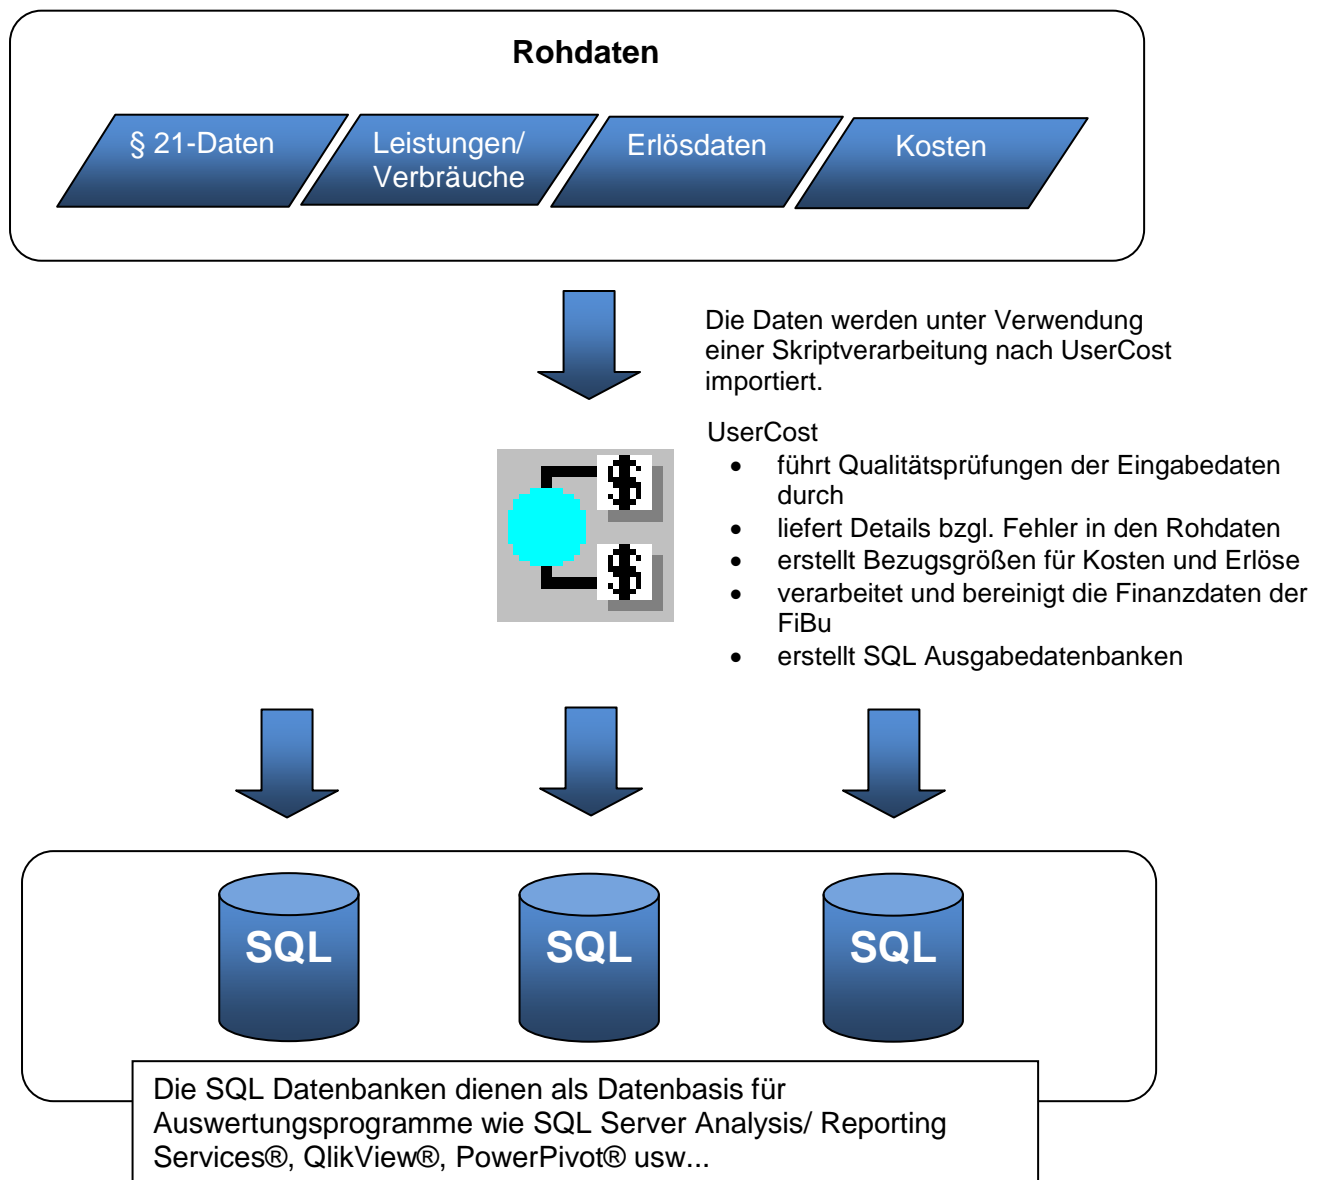 Rohdaten
§ 21-Daten
Leistungen/
Verbräuche
Erlösdaten
Kosten
Die Daten werden unter Verwendung
einer Skriptverarbeitung nach UserCost
importiert.
UserCost
• führt Qualitätsprüfungen der Eingabedaten
durch
• liefert Details bzgl. Fehler in den Rohdaten
• erstellt Bezugsgrößen für Kosten und Erlöse
• verarbeitet und bereinigt die Finanzdaten der
FiBu
• erstellt SQL Ausgabedatenbanken
$
$
SQL
SQL
SQL
Die SQL Datenbanken dienen als Datenbasis für
Auswertungsprogramme wie SQL Server Analysis/ Reporting
Services®, QlikView®, PowerPivot® usw...